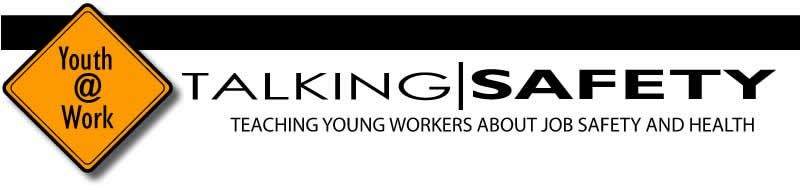 Youth
@
Work
TALKING|SAFETY
TEACHING YOUNG WORKERS ABOUT JOB SAFETY AND HEALTH